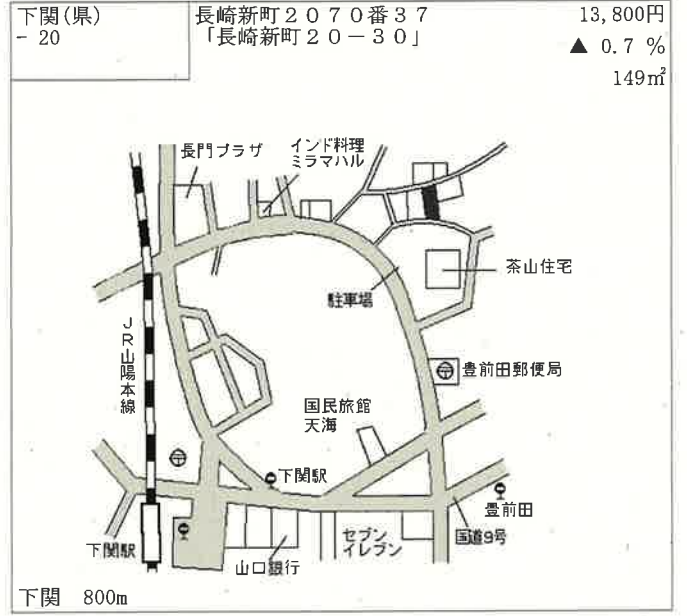 下関(県)
- 20
長崎新町２０７０番３７
「長崎新町２０－３０」
13,800円
▲ 0.7 %
149㎡
長門プラザ
インド料理
ミラマハル
茶山住宅
駐車場
JR山陽本線
豊前田郵便局
国民旅館
天海
下関駅
豊前田
国道9号
セブン
イレブン
下関駅
山口銀行
下関 800m